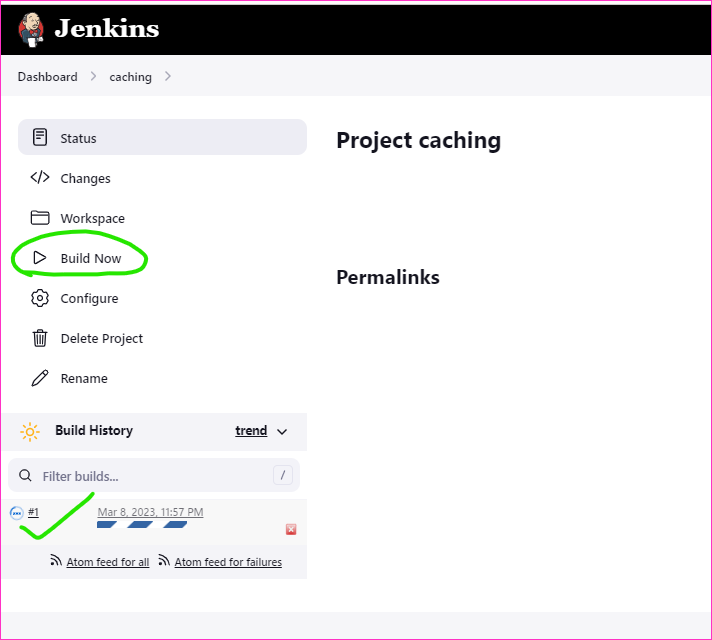 Jenkins
Dashboard
caching
Status
Changes
Workspace
Build Now
Configure
Delete Project
Rename
Project caching
Permalinks
Build History
trend
Filter builds...
/
#1
Mar 8, 2023, 11:57 PM
Atom feed for all
Atom feed for failures